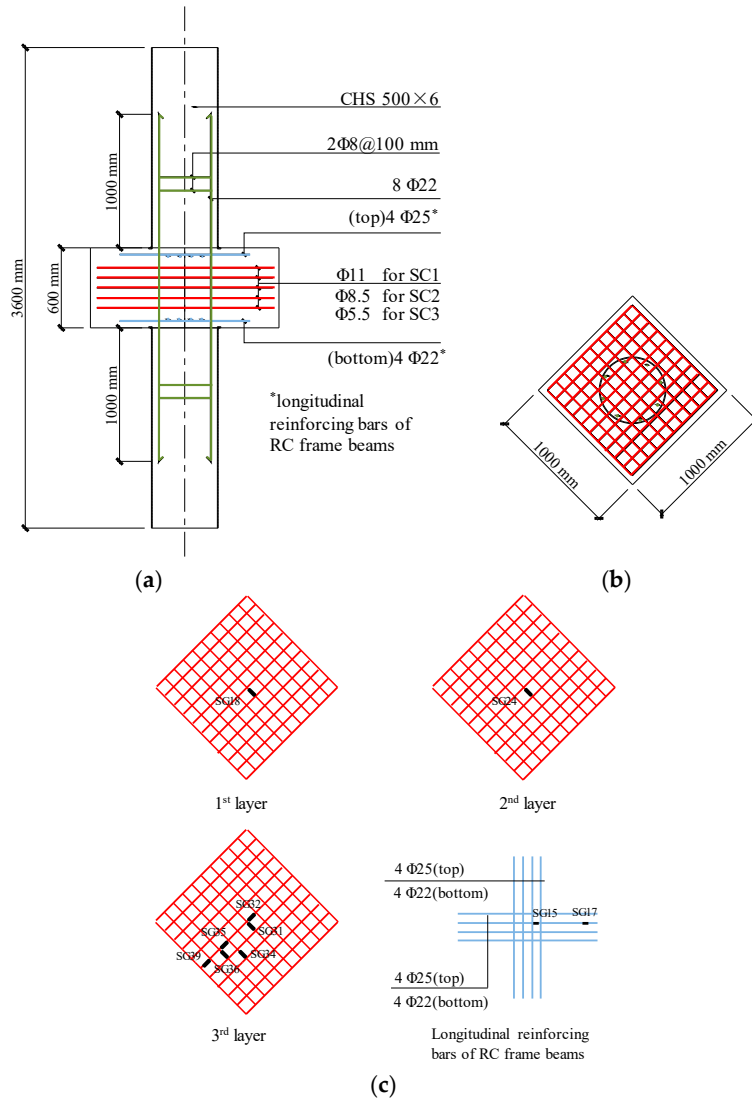 CHS 500×6
2Φ8@100 mm
8 Φ22
(top)4 Φ25*
Φ11 for SC1
Φ8.5 for SC2
Φ5.5 for SC3
(bottom)4 Φ22*
*longitudinal
reinforcing bars of
RC frame beams
3600 mm
1000 mm
600 mm
1000 mm
(a)
1000 mm
1000 mm
(b)
SG18
1st layer
SG24
2nd layer
SG32
SG31
SG35
SG34
SG39
SG36
3rd layer
4 Φ25(top)
4 Φ22(bottom)
SG15
SG17
4 Φ25(top)
4 Φ22(bottom)
Longitudinal reinforcing
bars of RC frame beams
(c)